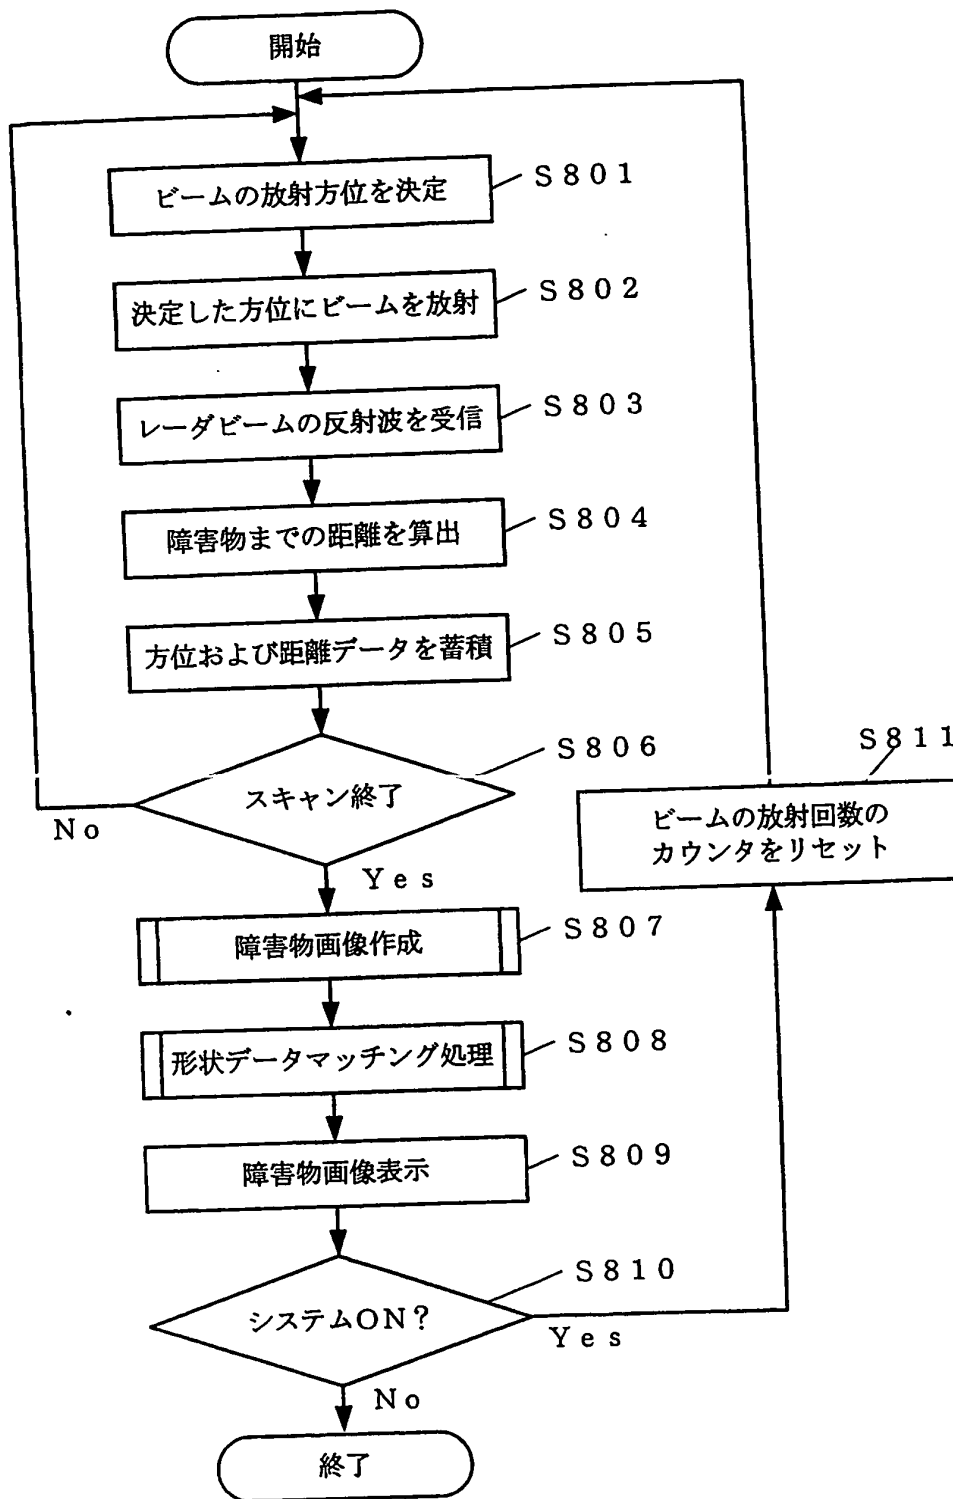 開始
ビームの放射方位を決定
S801
決定した方位にビームを放射
S802
レーダビームの反射波を受信
S803
障害物までの距離を算出
S804
方位および距離データを蓄積
S805
スキャン終了
S806
No
Yes
障害物画像作成
S807
形状データマッチング処理
S808
障害物画像表示
S809
システムON?
S810
Yes
No
終了
S811
ビームの放射回数の
カウンタをリセット